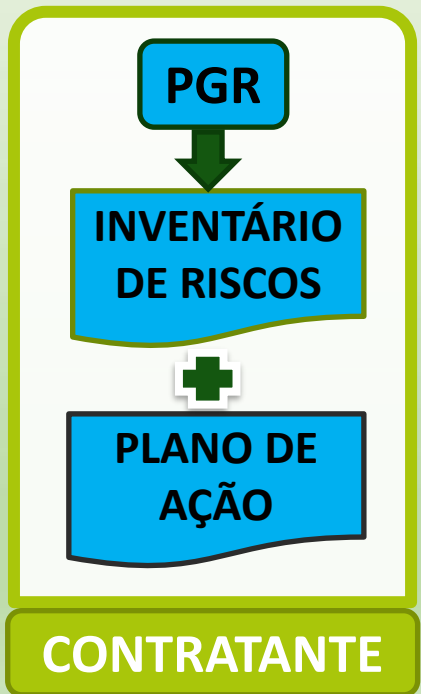 PGR
INVENTÁRIO
DE RISCOS
PLANO DE
AÇÃO
CONTRATANTE